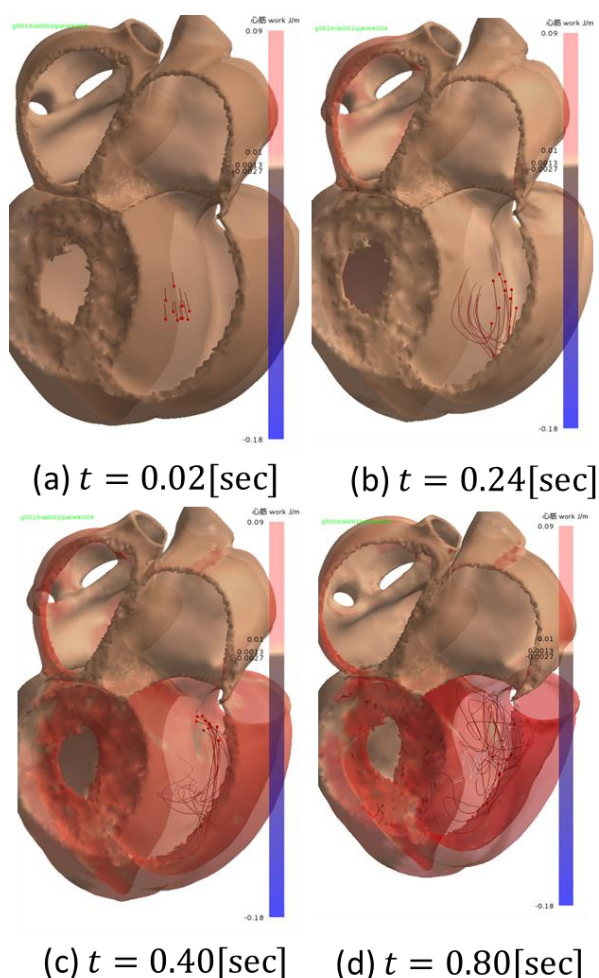 心筋 work J/m
0.09
0.01
0.0013
-0.0027
-0.18
(a) t = 0.02[sec]
心筋 work J/m
0.09
0.01
0.0013
-0.0027
-0.18
(b) t = 0.24[sec]
心筋 work J/m
0.09
0.01
0.0013
-0.0027
-0.18
(c) t = 0.40[sec]
心筋 work J/m
0.09
0.01
0.0013
-0.0027
-0.18
(d) t = 0.80[sec]